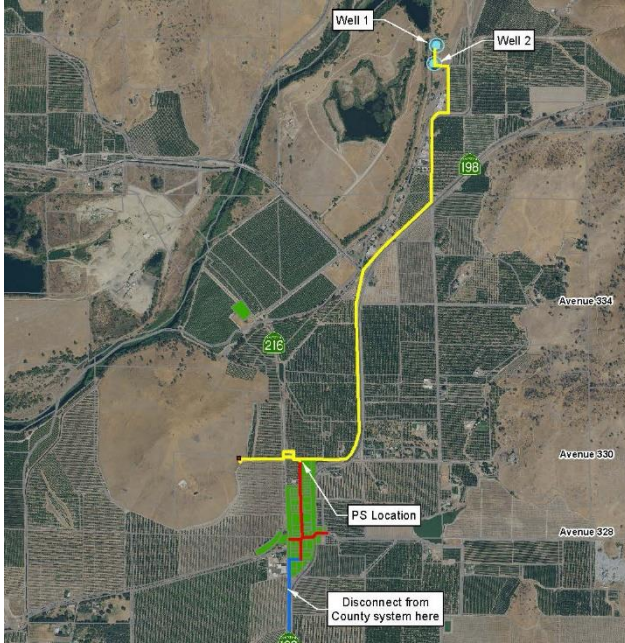 Well 1
Well 2
198
Avenue 334
216
Avenue 330
PS Location
Avenue 328
Disconnect from
County system here
198